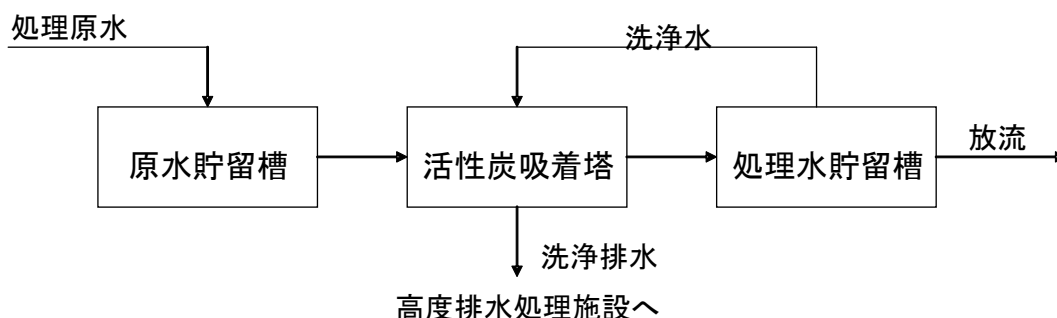 処理原水
洗浄水
原水貯留槽
活性炭吸着塔
処理水貯留槽
放流
洗浄排水
高度排水処理施設へ